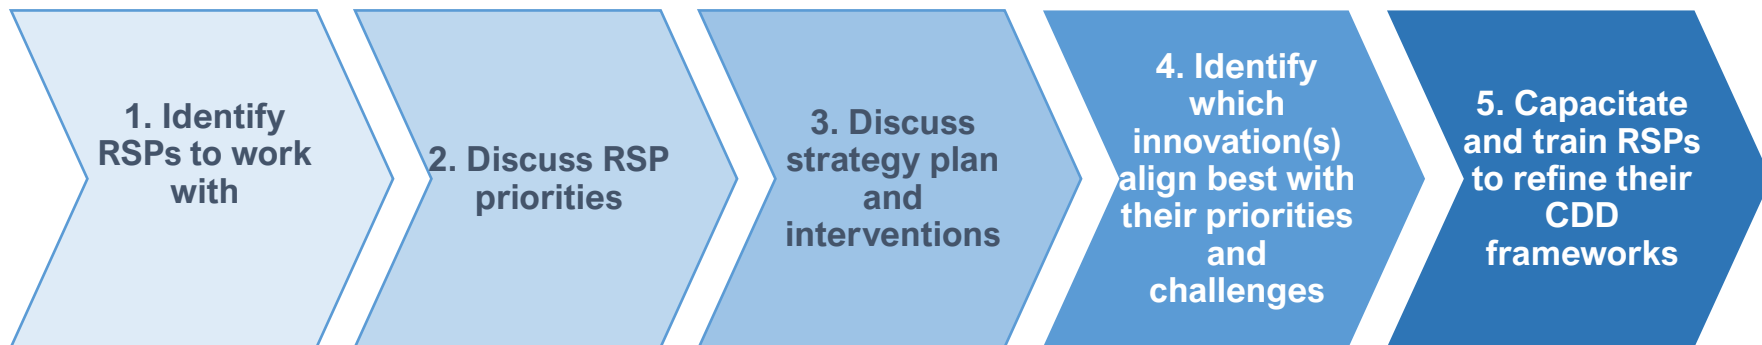 1. Identify
RSPs to work
with
2. Discuss RSP
priorities
3. Discuss
strategy plan
and
interventions
4. Identify
which
innovation(s)
align best with
their priorities
and
challenges
5. Capacitate
and train RSPs
to refine their
CDD
frameworks